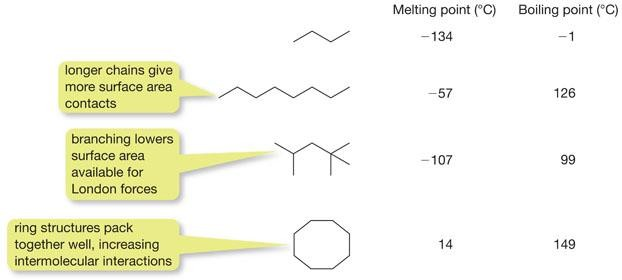 Melting point (°C) Boiling point (°C)
−134 −1
longer chains give
more surface area
contacts
−57 126
branching lowers
surface area
available for
London forces
−107 99
ring structures pack
together well, increasing
intermolecular interactions
14 149